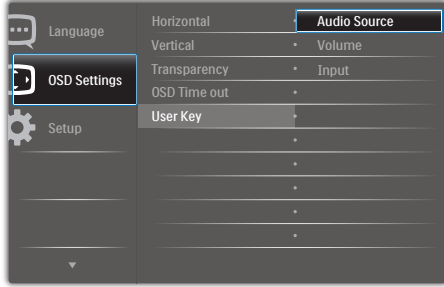 Language
OSD Settings
Setup
Horizontal
Vertical
Transparency
OSD Time out
User Key
Audio Source
Volume
Input